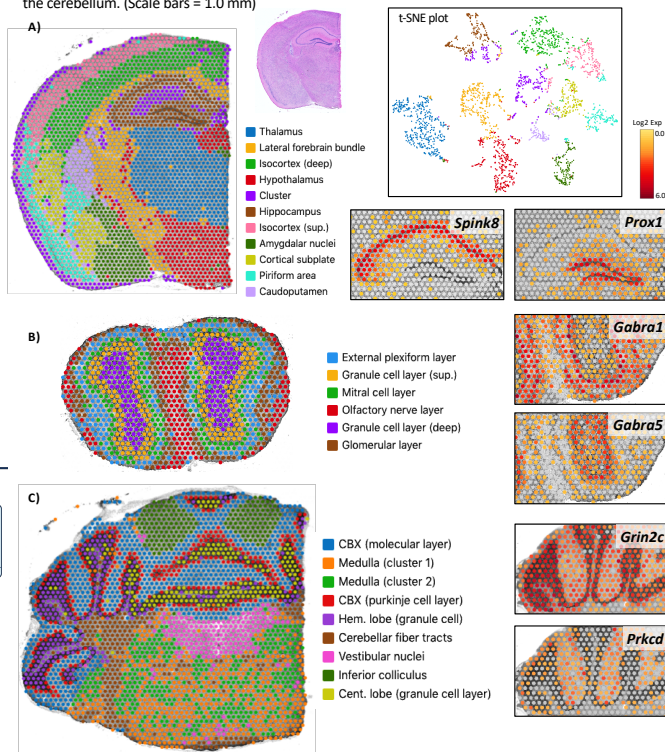 the cerebellum. (Scale bars = 1.0 mm)
A)
Thalamus
Lateral forebrain bundle
Isocortex (deep)
Hypothalamus
Cluster
Hippocampus
Isocortex (sup.)
Amygdalar nuclei
Cortical subplate
Piriform area
Caudoputamen
t-SNE plot
Log2 Exp
0.0
6.0
Spink8
Prox1
B)
External plexiform layer
Granule cell layer (sup.)
Mitral cell layer
Olfactory nerve layer
Granule cell layer (deep)
Glomerular layer
Gabra1
Gabra5
C)
CBX (molecular layer)
Medulla (cluster 1)
Medulla (cluster 2)
CBX (purkinje cell layer)
Hem. lobe (granule cell)
Cerebellar fiber tracts
Vestibular nuclei
Inferior colliculus
Cent. lobe (granule cell layer)
Grin2c
Prkcd